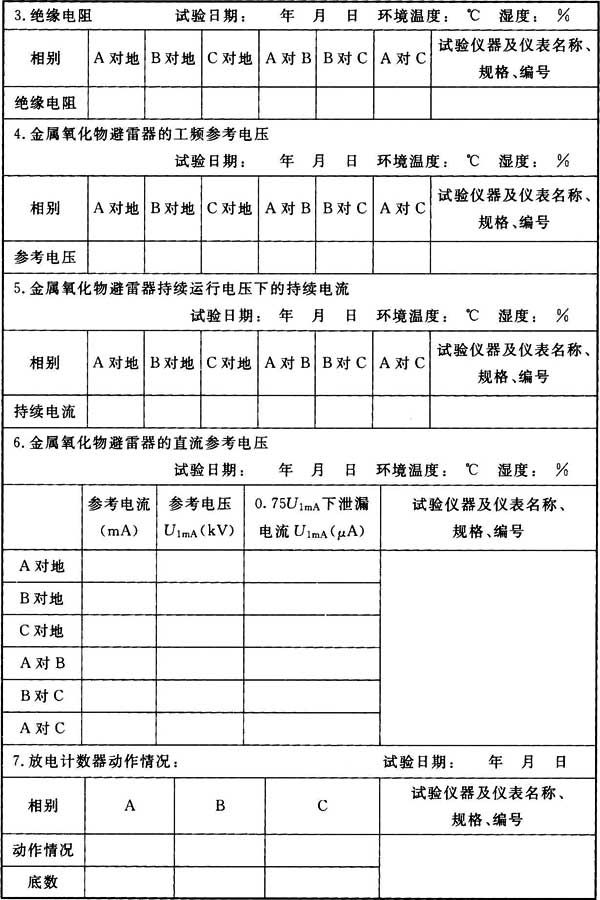 3.绝缘电阻 试验日期: 年 月 日 环境温度: ℃ 湿度: %
相别 A对地 B对地 C对地 A对B B对C A对C 试验仪器及仪表名称、
规格、编号
绝缘电阻
4.金属氧化物避雷器的工频参考电压
试验日期: 年 月 日 环境温度: ℃ 湿度: %
相别 A对地 B对地 C对地 A对B B对C A对C 试验仪器及仪表名称、
规格、编号
参考电压
5.金属氧化物避雷器持续运行电压下的持续电流
试验日期: 年 月 日 环境温度: ℃ 湿度: %
相别 A对地 B对地 C对地 A对B B对C A对C 试验仪器及仪表名称、
规格、编号
持续电流
6.金属氧化物避雷器的直流参考电压
试验日期: 年 月 日 环境温度: ℃ 湿度: %
参考电流 参考电压 0.75U1mA下泄漏 试验仪器及仪表名称、
(mA) U1mA(kV) 电流U1mA(μA) 规格、编号
A对地
B对地
C对地
A对B
B对C
A对C
7.放电计数器动作情况: 试验日期: 年 月 日
相别 A B C 试验仪器及仪表名称、
规格、编号
动作情况
底数